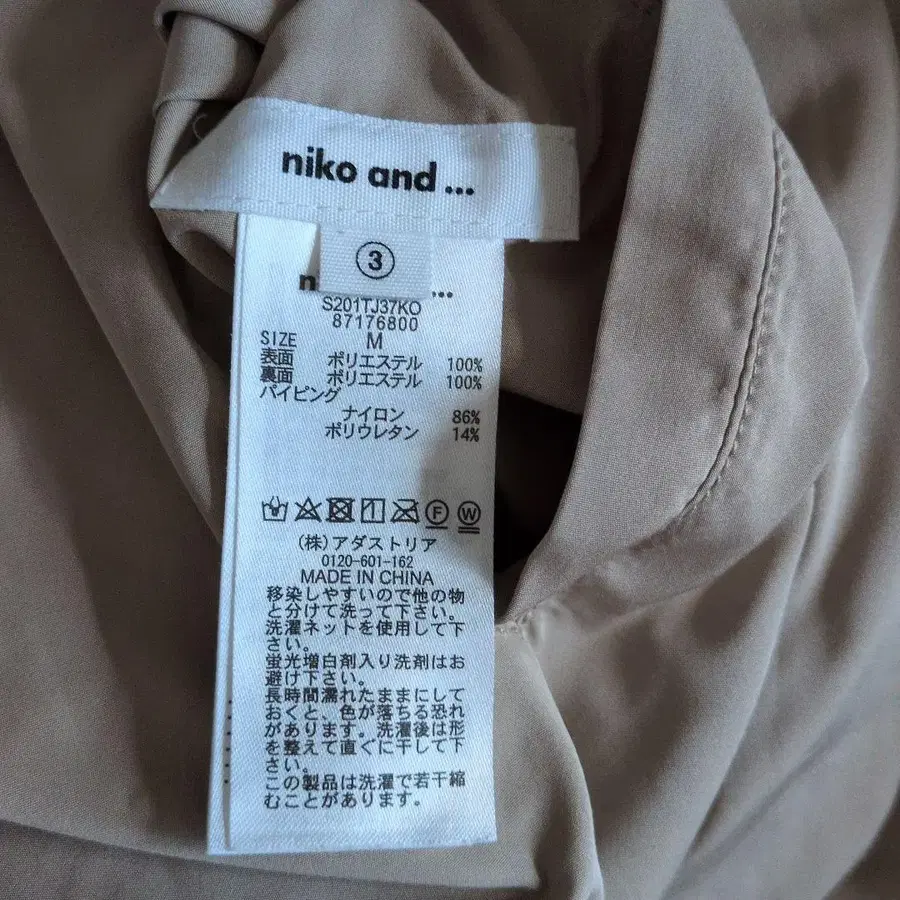 niko and ...
3
n ...
S201TJ37KO
87176800
SIZE M
表面 ポリエステル 100%
裏面 ポリエステル 100%
パイピング
ナイロン 86%
ポリウレタン 14%
F W
(株)アダストリア
0120-601-162
MADE IN CHINA
移染しやすいので他の物
と分けて洗って下さい。
洗濯ネットを使用して下
さい。
蛍光増白剤入り洗剤はお
避け下さい。
長時間濡れたままにして
おくと、色が落ちる恐れ
があります。洗濯後は形
を整えて直ぐに干して下
さい。
この製品は洗濯で若干縮
むことがあります。